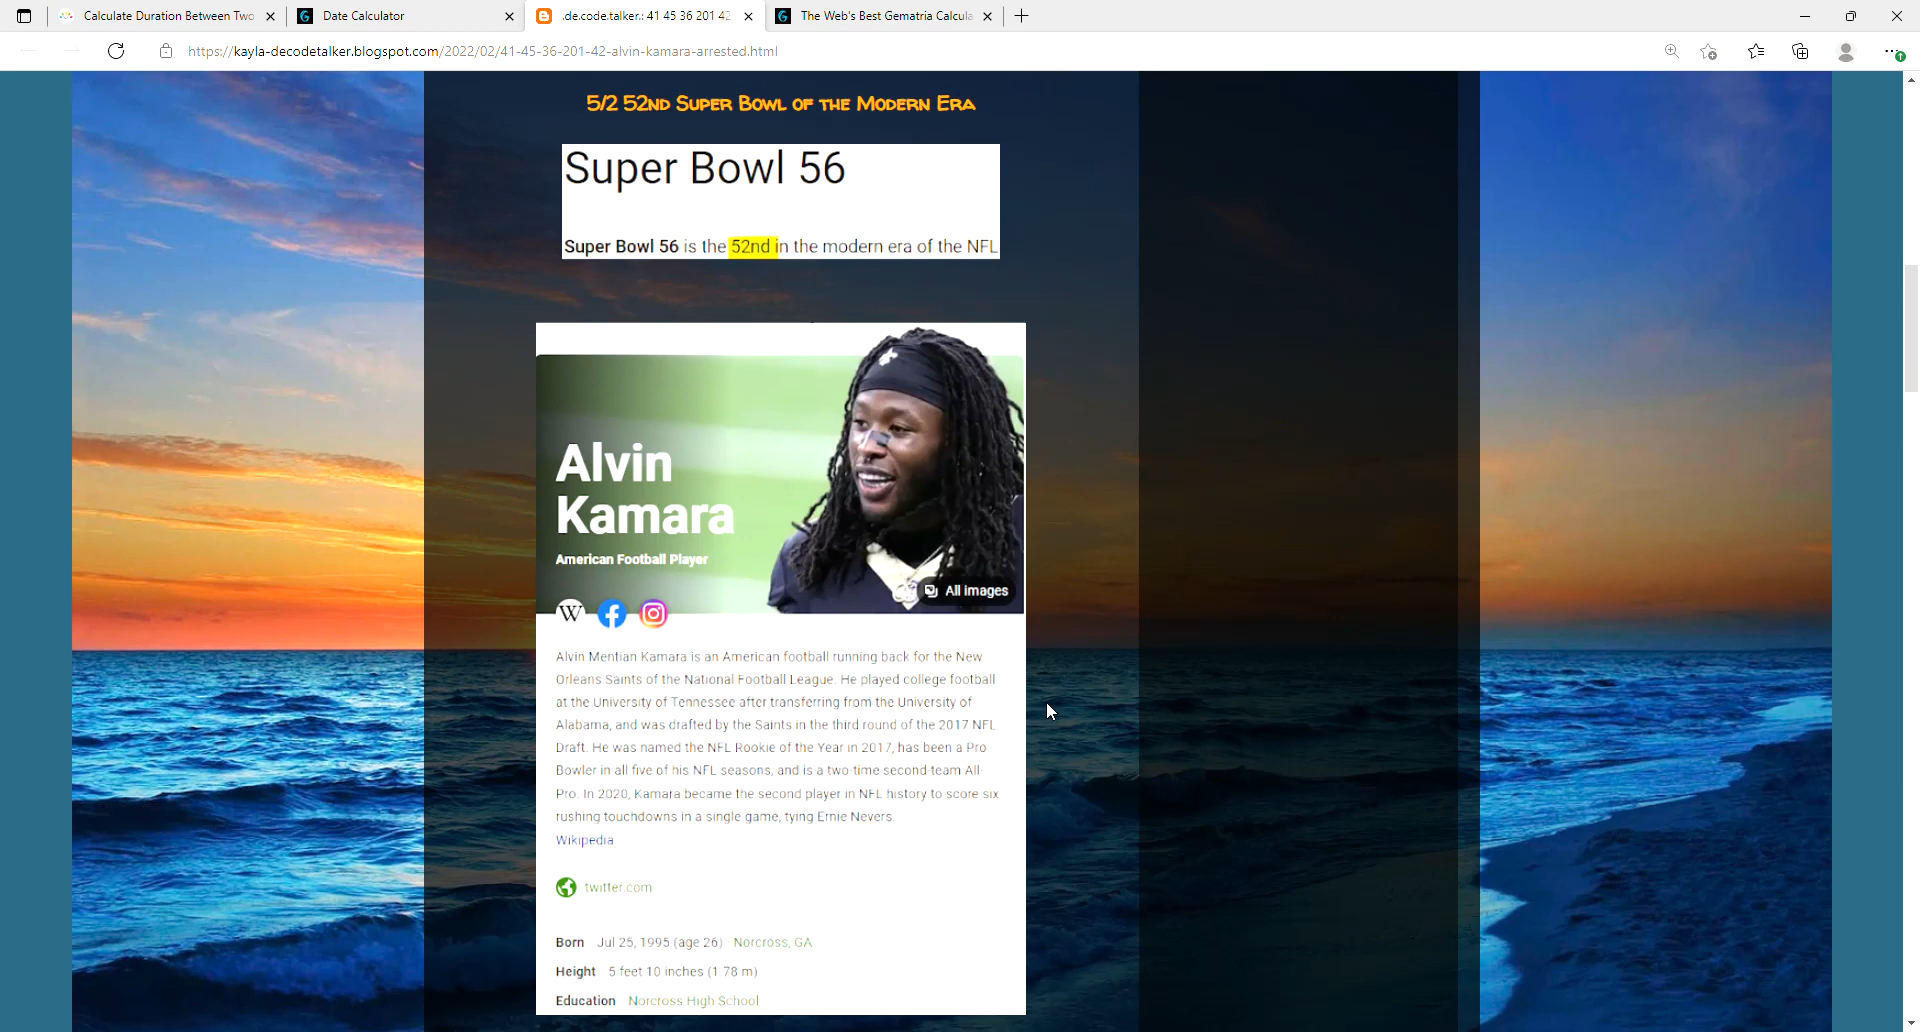 Calculate Duration Between Two
Date Calculator
.de.code.talker.: 41 45 36 201 42
The Web's Best Gematria Calcula
https://kayla-decodetalker.blogspot.com/2022/02/41-45-36-201-42-alvin-kamara-arrested.html
5/2 52nd Super Bowl of the Modern Era
Super Bowl 56
Super Bowl 56 is the 52nd in the modern era of the NFL
Alvin
Kamara
American Football Player
All images
W
Alvin Mentian Kamara is an American football running back for the New
Orleans Saints of the National Football League. He played college football
at the University of Tennessee after transferring from the University of
Alabama, and was drafted by the Saints in the third round of the 2017 NFL
Draft. He was named the NFL Rookie of the Year in 2017, has been a Pro
Bowler in all five of his NFL seasons, and is a two-time second-team All-
Pro. In 2020, Kamara became the second player in NFL history to score six
rushing touchdowns in a single game, tying Ernie Nevers.
Wikipedia
twitter.com
Born Jul 25, 1995 (age 26) · Norcross, GA
Height 5 feet 10 inches (1.78 m)
Education Norcross High School